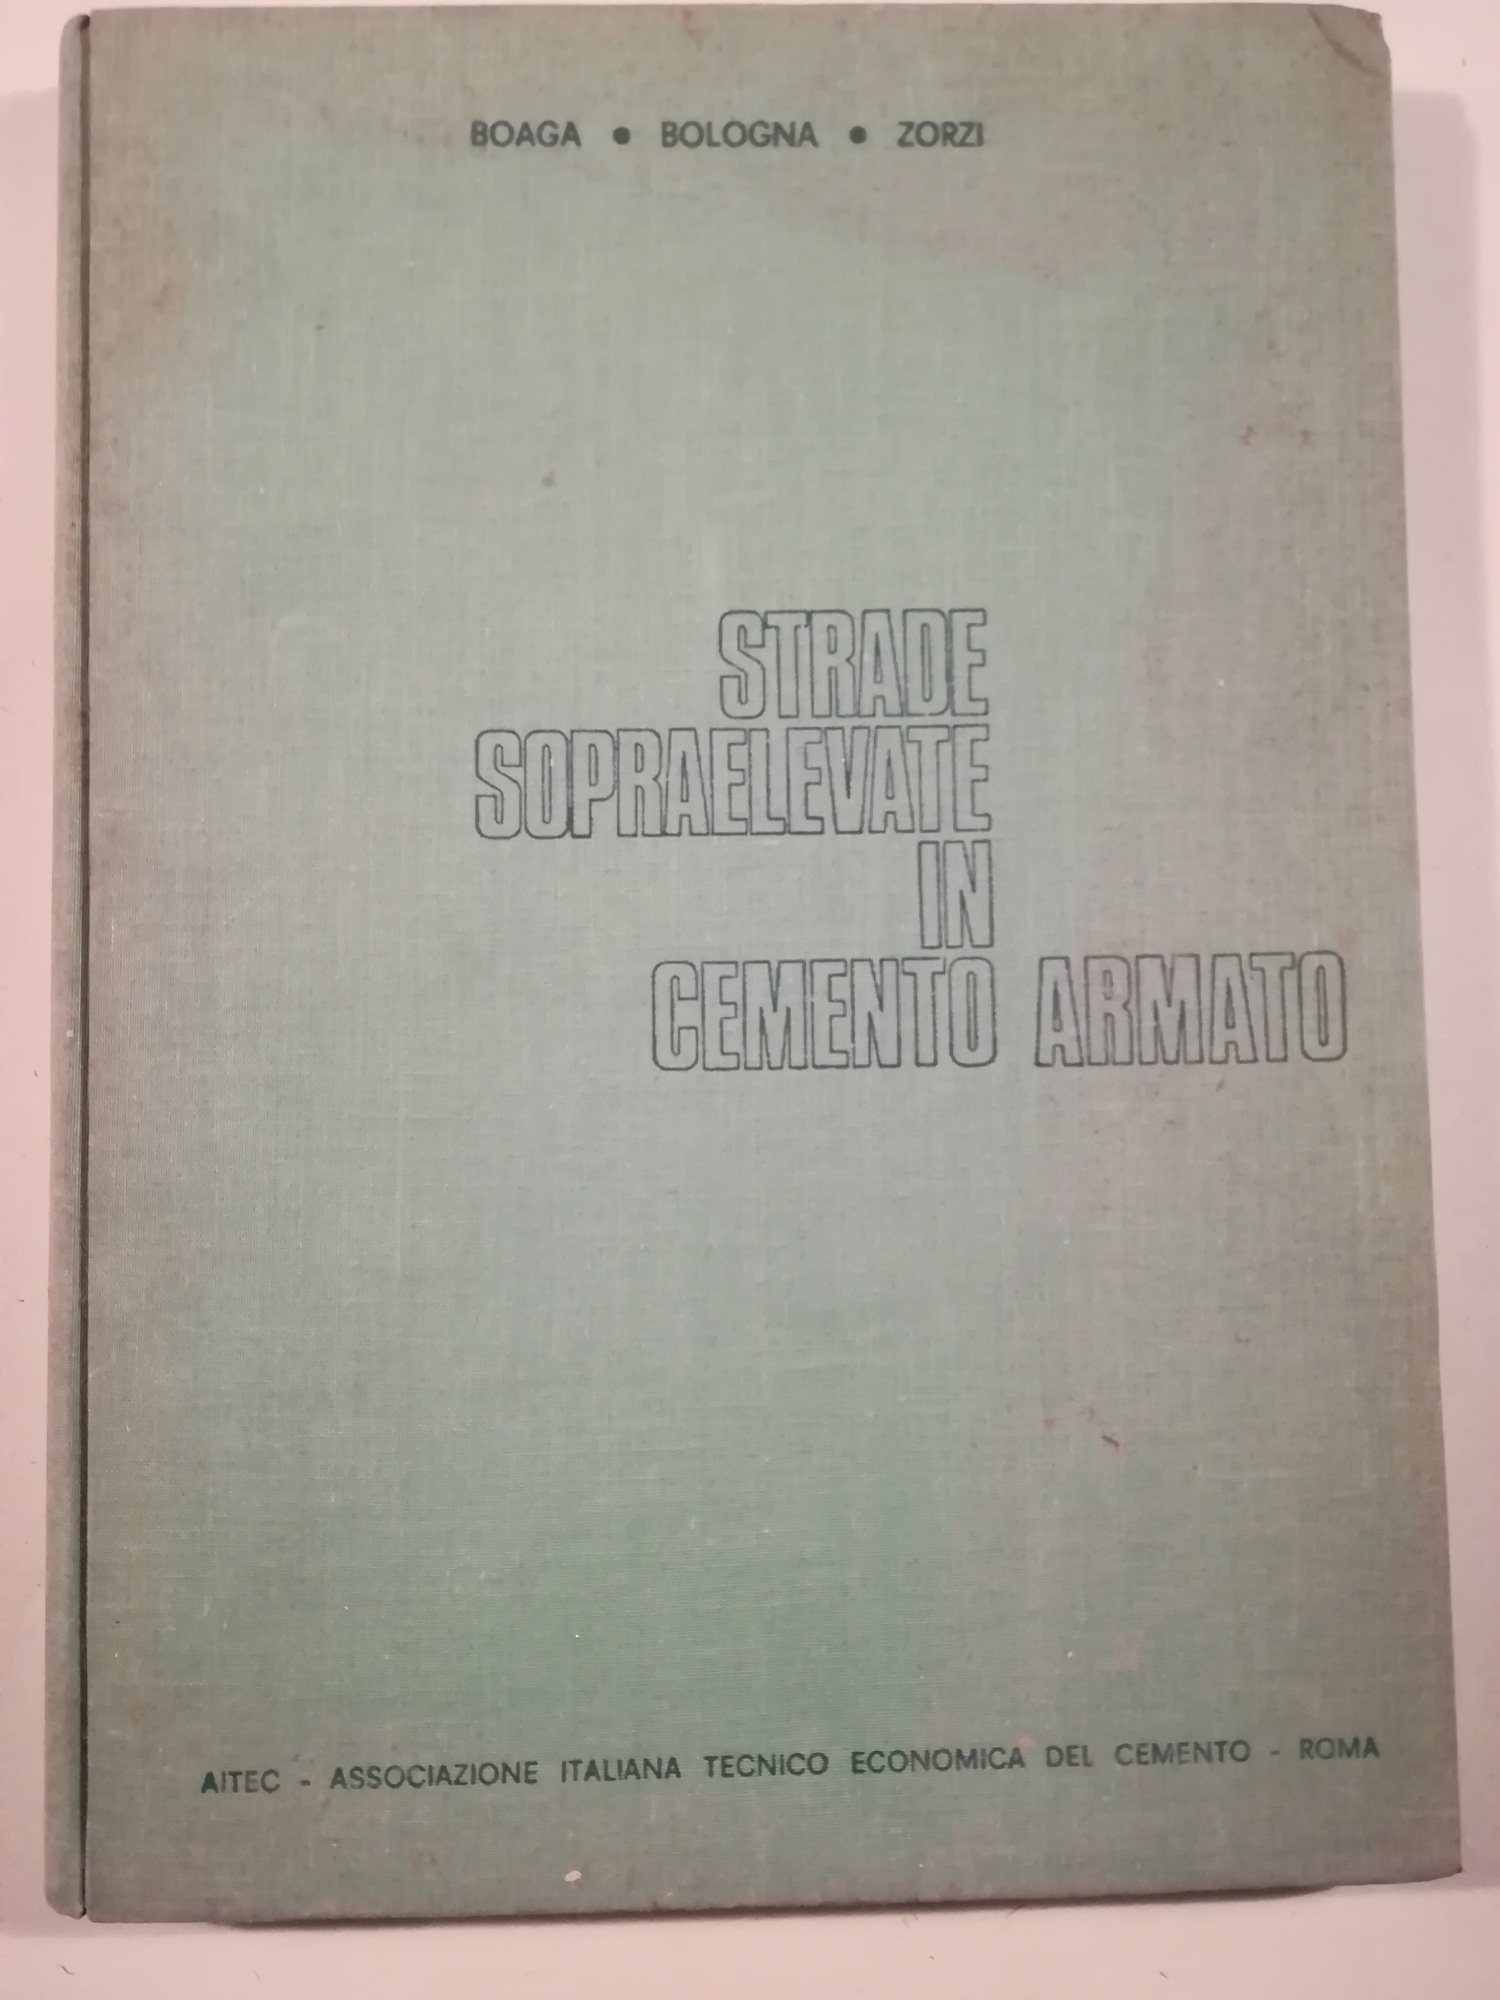 BOAGA • BOLOGNA • ZORZI
STRADE
SOPRAELEVATE
IN
CEMENTO ARMATO
AITEC - ASSOCIAZIONE ITALIANA TECNICO ECONOMICA DEL CEMENTO - ROMA